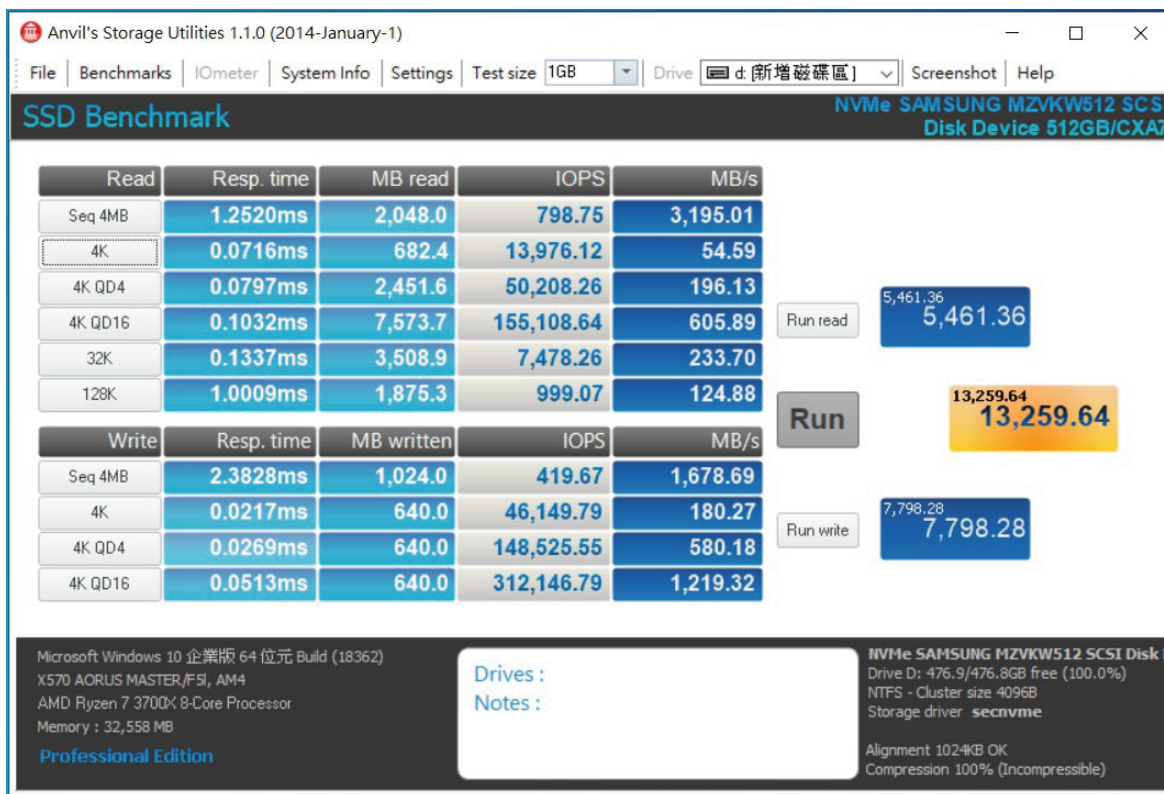 Anvil's Storage Utilities 1.1.0 (2014-January-1)
File Benchmarks IOmeter System Info Settings Test size 1GB Drive d: [新增磁碟區] Screenshot Help
SSD Benchmark
NVMe SAMSUNG MZVKW512 SCS
Disk Device 512GB/CXA7
Read Resp. time MB read IOPS MB/s
Seq 4MB 1.2520ms 2,048.0 798.75 3,195.01
4K 0.0716ms 682.4 13,976.12 54.59
4K QD4 0.0797ms 2,451.6 50,208.26 196.13
4K QD16 0.1032ms 7,573.7 155,108.64 605.89
32K 0.1337ms 3,508.9 7,478.26 233.70
128K 1.0009ms 1,875.3 999.07 124.88
Run read
5,461.36
5,461.36
Run
13,259.64
13,259.64
Write Resp. time MB written IOPS MB/s
Seq 4MB 2.3828ms 1,024.0 419.67 1,678.69
4K 0.0217ms 640.0 46,149.79 180.27
4K QD4 0.0269ms 640.0 148,525.55 580.18
4K QD16 0.0513ms 640.0 312,146.79 1,219.32
Run write
7,798.28
7,798.28
Microsoft Windows 10 企業版 64 位元 Build (18362)
X570 AORUS MASTER/F5l, AM4
AMD Ryzen 7 3700X 8-Core Processor
Memory : 32,558 MB
Professional Edition
Drives :
Notes :
NVMe SAMSUNG MZVKW512 SCSI Disk
Drive D: 476.9/476.8GB free (100.0%)
NTFS - Cluster size 4096B
Storage driver secnvme
Alignment 1024KB OK
Compression 100% (Incompressible)